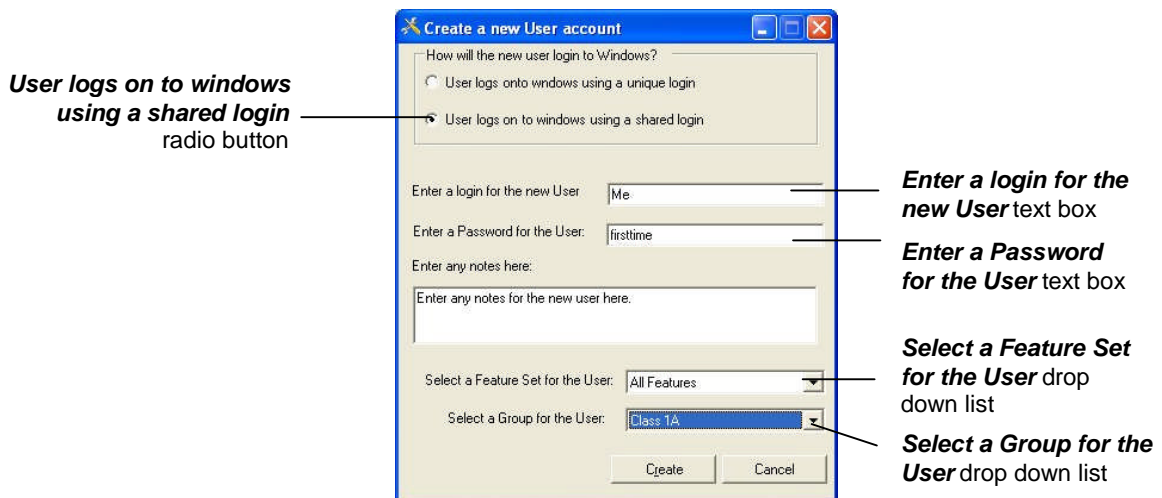 Create a new User account
How will the new user login to Windows?
User logs onto wndows using a unique login
User logs on to windows using a shared login
User logs on to windows
using a shared login
radio button
Enter a login for the new User
Me
Enter a login for the
new User text box
Enter a Password for the User:
firsttime
Enter a Password
for the User text box
Enter any notes here:
Enter any notes for the new user here.
Select a Feature Set for the User:
All Features
Select a Feature Set
for the User drop
down list
Select a Group for the User:
Class 1A
Select a Group for the
User drop down list
Create
Cancel